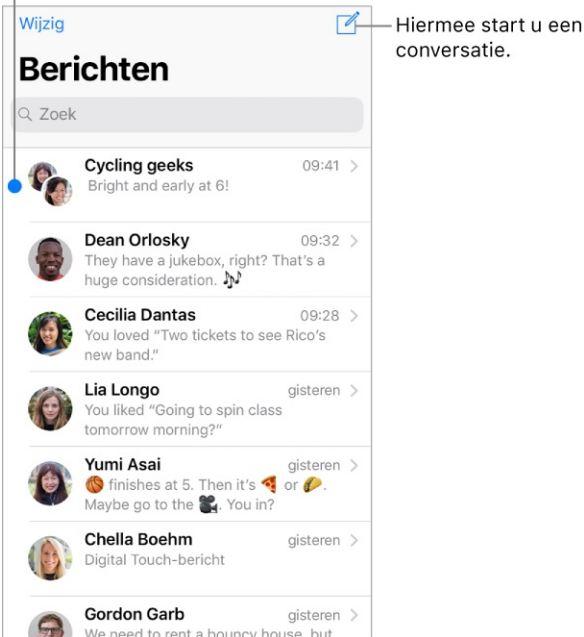 Wijzig
Hiermee start u een
conversatie.
Berichten
Zoek
Cycling geeks 09:41
Bright and early at 6!
Dean Orlosky 09:32
They have a jukebox, right? That's a
huge consideration. 🎶
Cecilia Dantas 09:28
You loved “Two tickets to see Rico's
new band.”
Lia Longo gisteren
You liked “Going to spin class
tomorrow morning?”
Yumi Asai gisteren
🏀 finishes at 5. Then it's 🍕 or 🌮.
Maybe go to the 🎥. You in?
Chella Boehm gisteren
Digital Touch-bericht
Gordon Garb gisteren
We need to rent a bouncy house, but